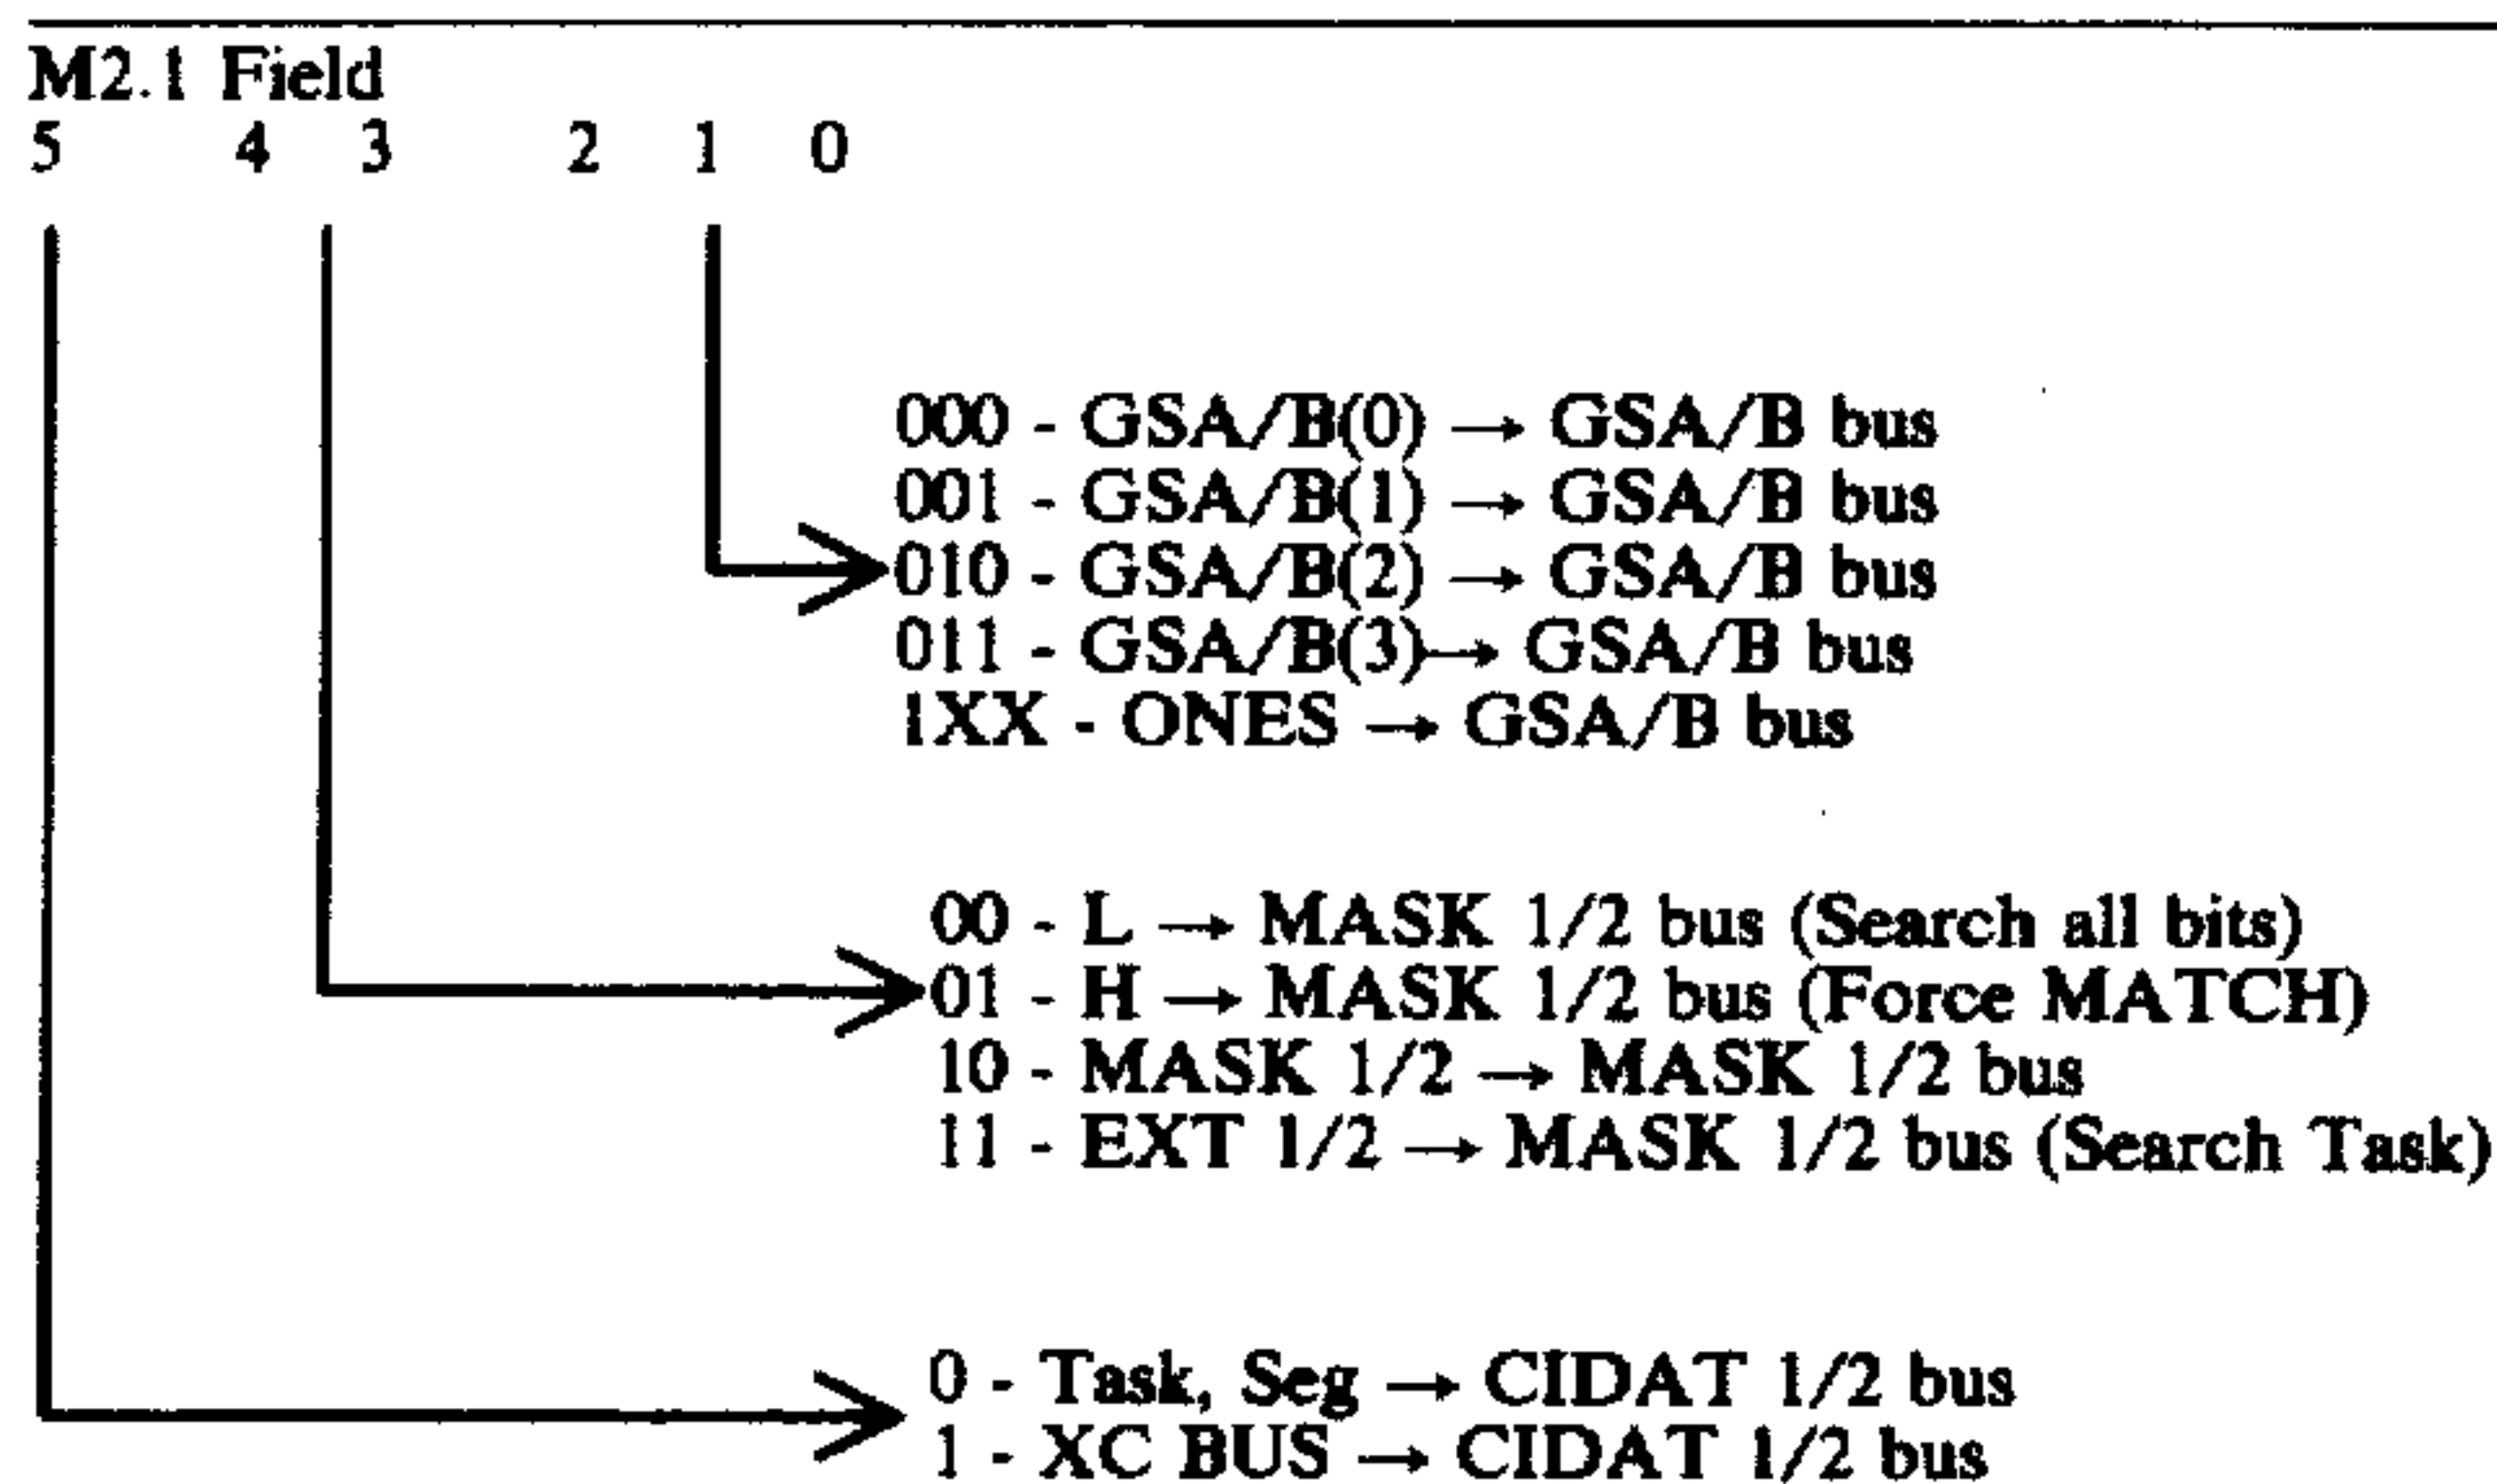 M2.1 Field
5 4 3 2 1 0
000 - GSA/B(0) → GSA/B bus
001 - GSA/B(1) → GSA/B bus
010 - GSA/B(2) → GSA/B bus
011 - GSA/B(3) → GSA/B bus
1XX - ONES → GSA/B bus
00 - L → MASK 1/2 bus (Search all bits)
01 - H → MASK 1/2 bus (Force MATCH)
10 - MASK 1/2 → MASK 1/2 bus
11 - EXT 1/2 → MASK 1/2 bus (Search Task)
0 - Task, Seg → CIDAT 1/2 bus
1 - XC BUS → CIDAT 1/2 bus